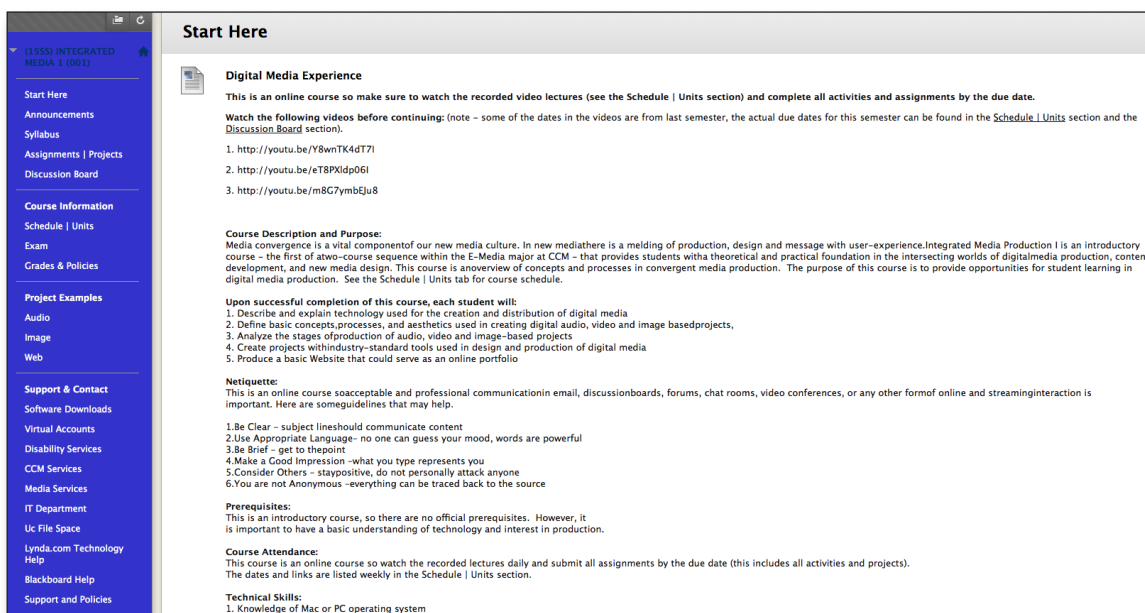 (15SS) INTEGRATED
MEDIA 1 (001)
Start Here
Announcements
Syllabus
Assignments | Projects
Discussion Board
Course Information
Schedule | Units
Exam
Grades & Policies
Project Examples
Audio
Image
Web
Support & Contact
Software Downloads
Virtual Accounts
Disability Services
CCM Services
Media Services
IT Department
Uc File Space
Lynda.com Technology
Help
Blackboard Help
Support and Policies
Start Here
Digital Media Experience
This is an online course so make sure to watch the recorded video lectures (see the Schedule | Units section) and complete all activities and assignments by the due date.
Watch the following videos before continuing: (note – some of the dates in the videos are from last semester, the actual due dates for this semester can be found in the Schedule | Units section and the
Discussion Board section).
1. http://youtu.be/Y8wnTK4dT7I
2. http://youtu.be/eT8PXldp06I
3. http://youtu.be/m8G7ymbEJu8
Course Description and Purpose:
Media convergence is a vital componentof our new media culture. In new mediathere is a melding of production, design and message with user-experience.Integrated Media Production I is an introductory
course – the first of atwo-course sequence within the E-Media major at CCM – that provides students witha theoretical and practical foundation in the intersecting worlds of digitalmedia production, conten
development, and new media design. This course is anoverview of concepts and processes in convergent media production. The purpose of this course is to provide opportunities for student learning in
digital media production. See the Schedule | Units tab for course schedule.
Upon successful completion of this course, each student will:
1. Describe and explain technology used for the creation and distribution of digital media
2. Define basic concepts,processes, and aesthetics used in creating digital audio, video and image basedprojects,
3. Analyze the stages ofproduction of audio, video and image-based projects
4. Create projects withindustry-standard tools used in design and production of digital media
5. Produce a basic Website that could serve as an online portfolio
Netiquette:
This is an online course soacceptable and professional communicationin email, discussionboards, forums, chat rooms, video conferences, or any other formof online and streaminginteraction is
important. Here are someguidelines that may help.
1.Be Clear – subject lineshould communicate content
2.Use Appropriate Language– no one can guess your mood, words are powerful
3.Be Brief – get to thepoint
4.Make a Good Impression –what you type represents you
5.Consider Others – staypositive, do not personally attack anyone
6.You are not Anonymous –everything can be traced back to the source
Prerequisites:
This is an introductory course, so there are no official prerequisites. However, it
is important to have a basic understanding of technology and interest in production.
Course Attendance:
This course is an online course so watch the recorded lectures daily and submit all assignments by the due date (this includes all activities and projects).
The dates and links are listed weekly in the Schedule | Units section.
Technical Skills:
1. Knowledge of Mac or PC operating system